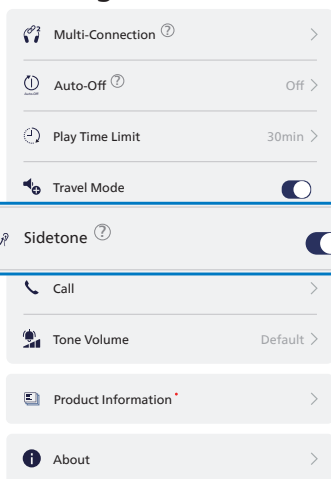 Multi-Connection ?
Auto-Off ? Off
Play Time Limit 30min
Travel Mode
Sidetone ?
Call
Tone Volume Default
Product Information
About